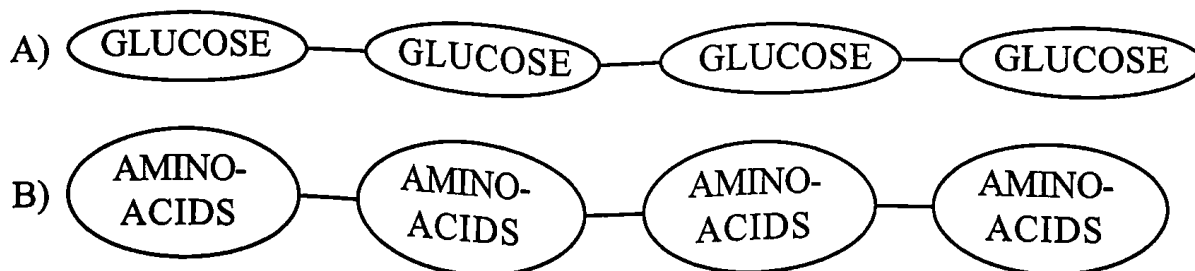 A) GLUCOSE GLUCOSE GLUCOSE GLUCOSE
B) AMINO- AMINO- AMINO- AMINO-
ACIDS ACIDS ACIDS ACIDS